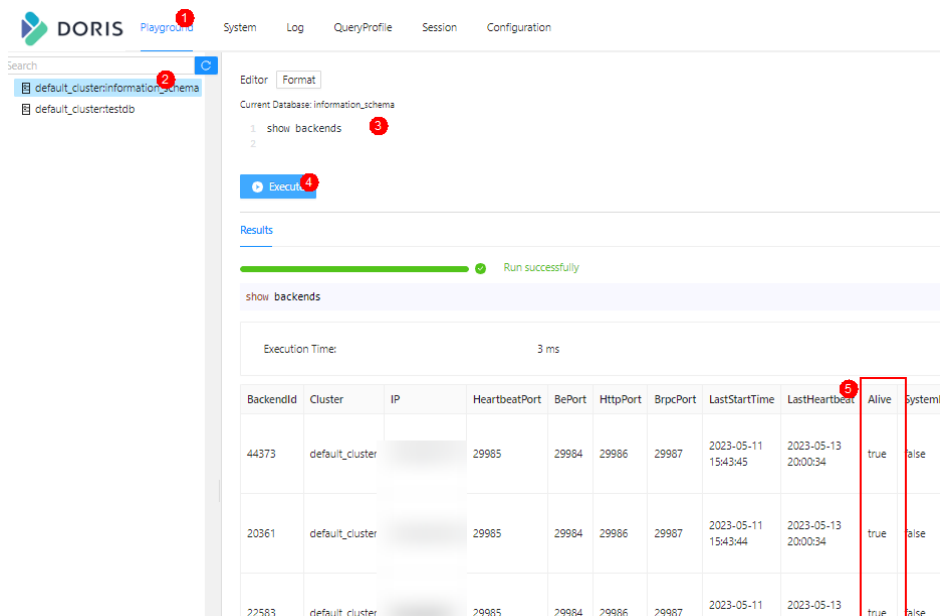 DORIS Playground 1 System Log QueryProfile Session Configuration
Search
default_cluster:information_schema 2
default_cluster:testdb
Editor Format
Current Database: information_schema
1 show backends 3
2
Execute 4
Results
Run successfully
show backends
Execution Time: 3 ms
5
BackendId Cluster IP HeartbeatPort BePort HttpPort BrpcPort LastStartTime LastHeartbeat Alive
44373 default_cluster 29985 29984 29986 29987 2023-05-11 15:43:45 2023-05-13 20:00:34 true false
20361 default_cluster 29985 29984 29986 29987 2023-05-11 15:43:44 2023-05-13 20:00:34 true false
22583 default_cluster 29985 29984 29986 29987 2023-05-11 2023-05-13 true false